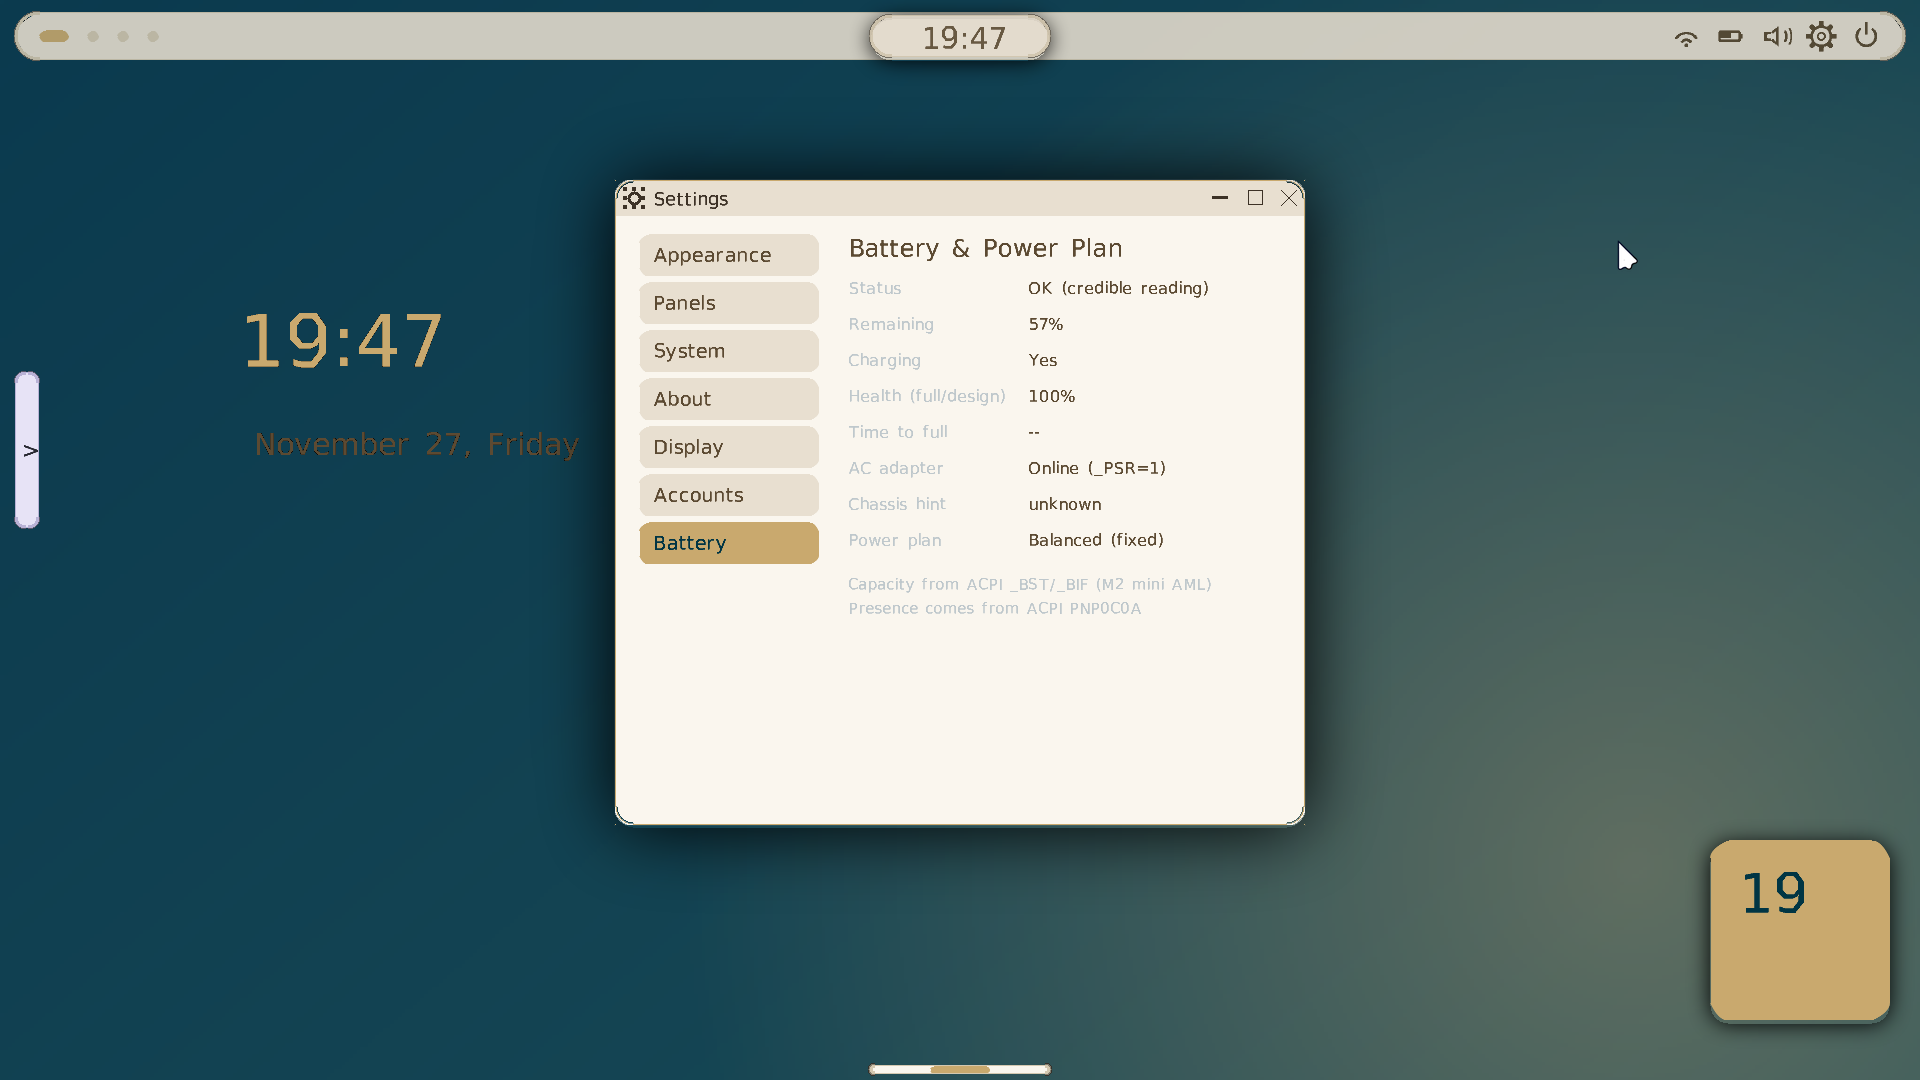 19:47
19:47
November 27, Friday
>
Settings
Appearance
Panels
System
About
Display
Accounts
Battery
Battery & Power Plan
Status OK (credible reading)
Remaining 57%
Charging Yes
Health (full/design) 100%
Time to full --
AC adapter Online (_PSR=1)
Chassis hint unknown
Power plan Balanced (fixed)
Capacity from ACPI _BST/_BIF (M2 mini AML)
Presence comes from ACPI PNP0C0A
19